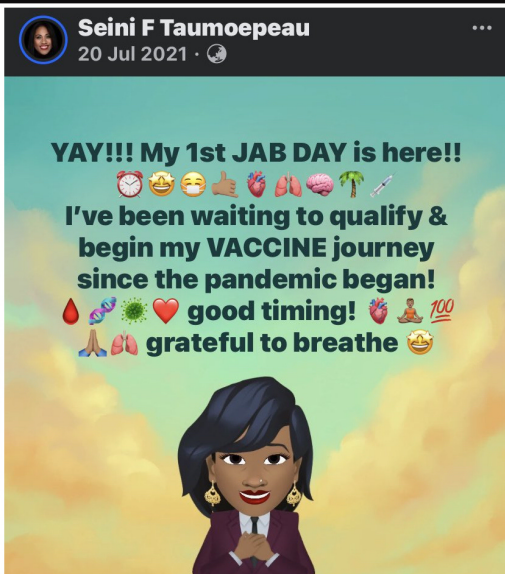 Seini F Taumoepeau
20 Jul 2021 ·
YAY!!! My 1st JAB DAY is here!!
⏰🤩😷🤙🏽🫀🫁🧠🌴💉
I’ve been waiting to qualify &
begin my VACCINE journey
since the pandemic began!
🩸🧬🦠❤️ good timing! 🫀🧘🏽💯
🙏🏽🫁 grateful to breathe 🤩